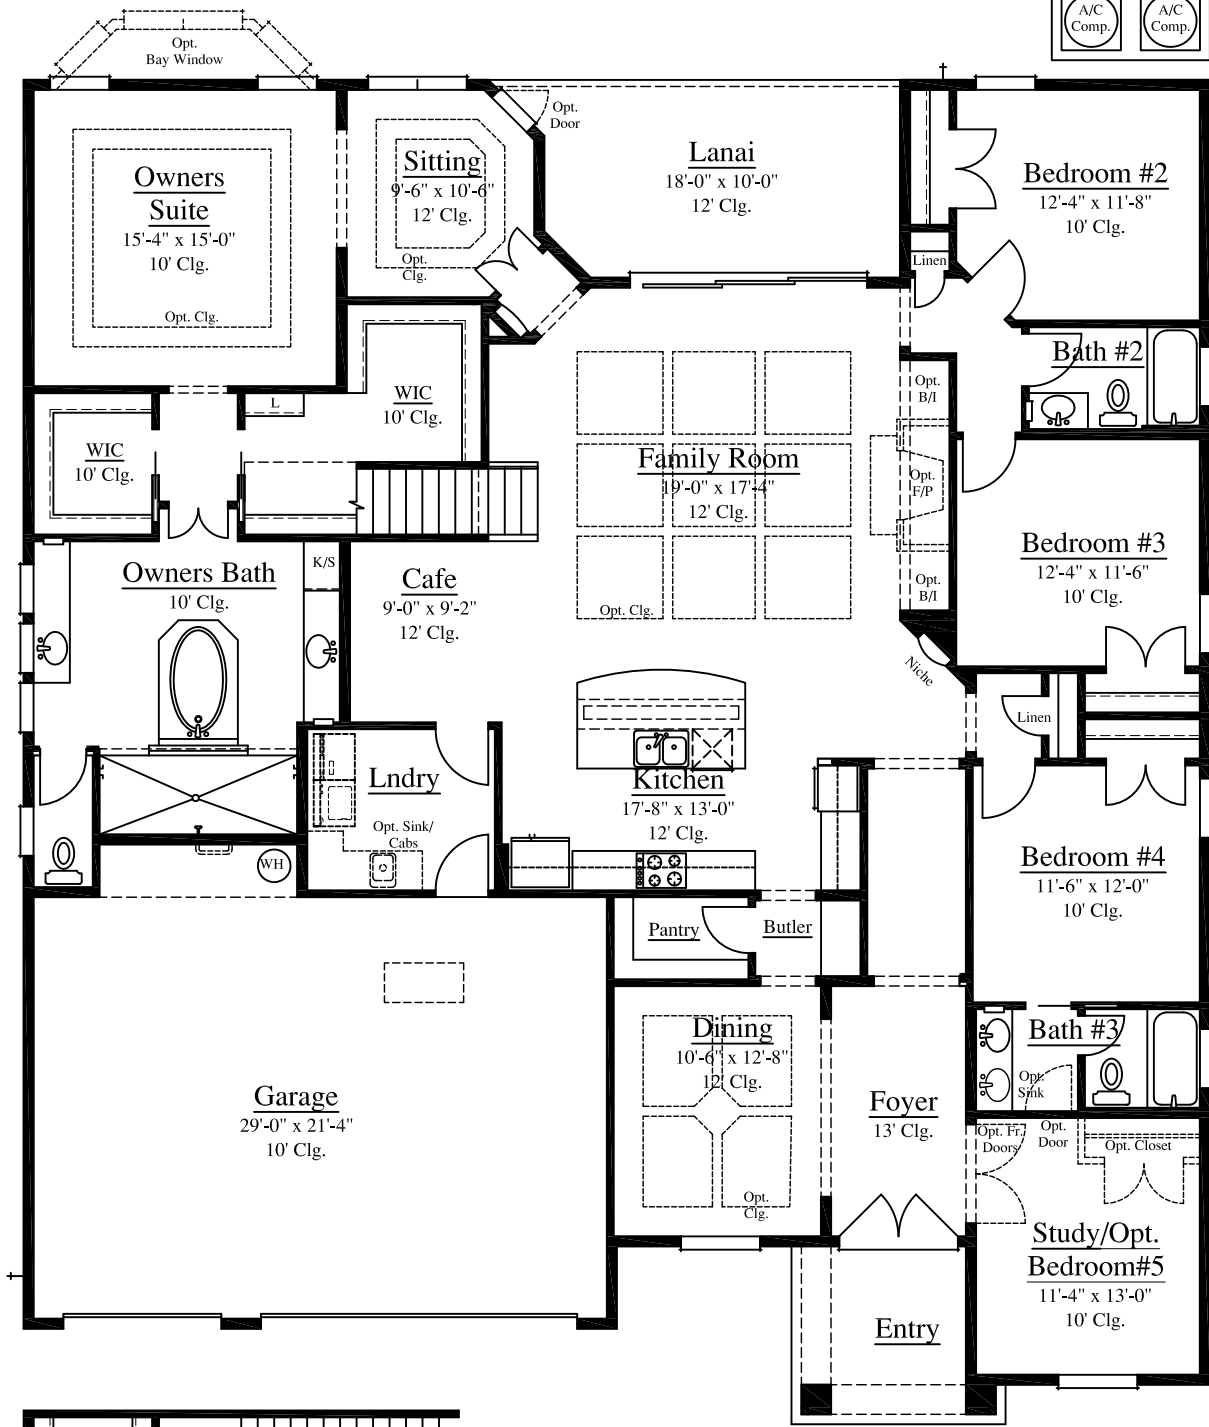 A/C
Comp.
A/C
Comp.
Opt.
Bay Window
Owners
Suite
15'-4" x 15'-0"
10' Clg.
Opt. Clg.
Sitting
9'-6" x 10'-6"
12' Clg.
Opt.
Clg.
Opt.
Door
Lanai
18'-0" x 10'-0"
12' Clg.
Bedroom #2
12'-4" x 11'-8"
10' Clg.
Linen
Bath #2
WIC
10' Clg.
L
WIC
10' Clg.
Family Room
19'-0" x 17'-4"
12' Clg.
Opt. Clg.
Opt.
B/I
Opt.
F/P
Opt.
B/I
Bedroom #3
12'-4" x 11'-6"
10' Clg.
Owners Bath
10' Clg.
K/S
Cafe
9'-0" x 9'-2"
12' Clg.
Niche
Linen
Lndry
Opt. Sink/
Cabs
Kitchen
17'-8" x 13'-0"
12' Clg.
WH
Bedroom #4
11'-6" x 12'-0"
10' Clg.
Pantry
Butler
Dining
10'-6" x 12'-8"
12' Clg.
Opt.
Clg.
Bath #3
Opt.
Sink
Garage
29'-0" x 21'-4"
10' Clg.
Foyer
13' Clg.
Opt. Fr.
Doors
Opt.
Door
Opt. Closet
Study/Opt.
Bedroom#5
11'-4" x 13'-0"
10' Clg.
Entry